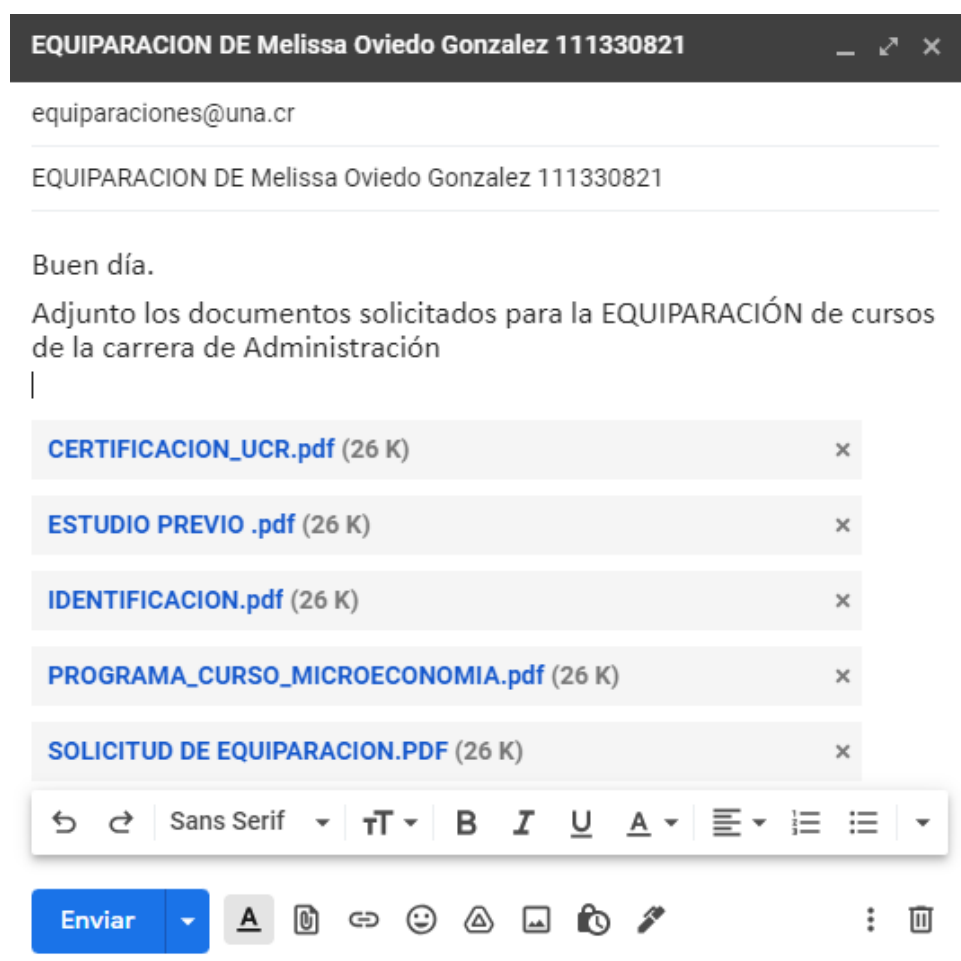 EQUIPARACION DE Melissa Oviedo Gonzalez 111330821
equiparaciones@una.cr
EQUIPARACION DE Melissa Oviedo Gonzalez 111330821
Buen día.
Adjunto los documentos solicitados para la EQUIPARACIÓN de cursos
de la carrera de Administración
CERTIFICACION_UCR.pdf (26 K)
ESTUDIO PREVIO .pdf (26 K)
IDENTIFICACION.pdf (26 K)
PROGRAMA_CURSO_MICROECONOMIA.pdf (26 K)
SOLICITUD DE EQUIPARACION.PDF (26 K)
Sans Serif
Enviar